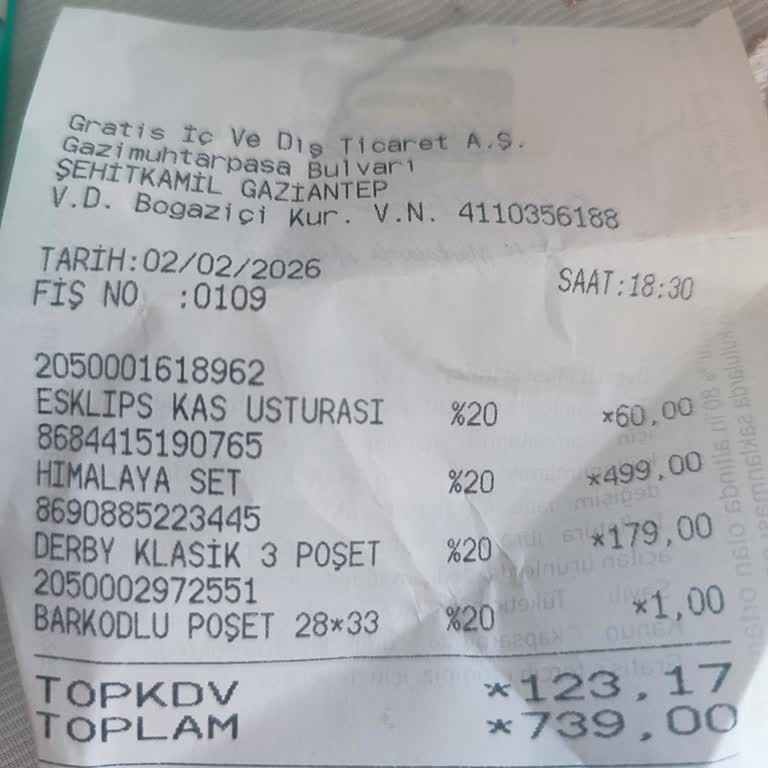 Gratis İç Ve Dış Ticaret A.Ş.
Gazimuhtarpasa Bulvarı
ŞEHİTKAMİL GAZİANTEP
V.D. Bogaziçi Kur. V.N. 4110356188
TARİH:02/02/2026 SAAT:18:30
FİŞ NO :0109
2050001618962
ESKLIPS KAS USTURASI %20 *60,00
8684415190765
HIMALAYA SET %20 *499,00
8690885223445
DERBY KLASİK 3 POŞET %20 *179,00
2050002972551
BARKODLU POŞET 28*33 %20 *1,00
TOPKDV *123,17
TOPLAM *739,00